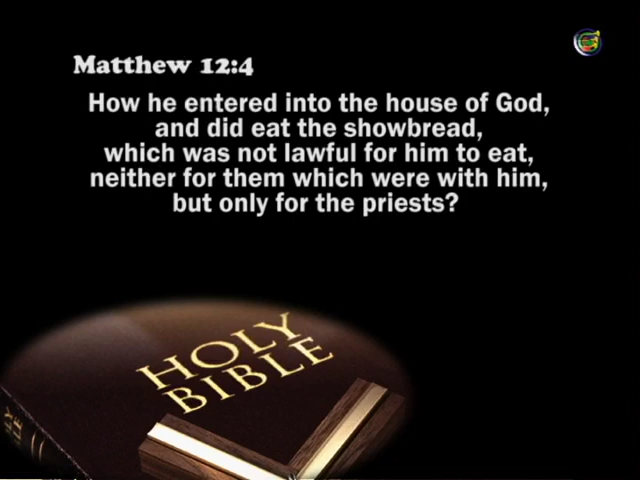 Matthew 12:4
How he entered into the house of God,
and did eat the showbread,
which was not lawful for him to eat,
neither for them which were with him,
but only for the priests?
HOLY
BIBLE